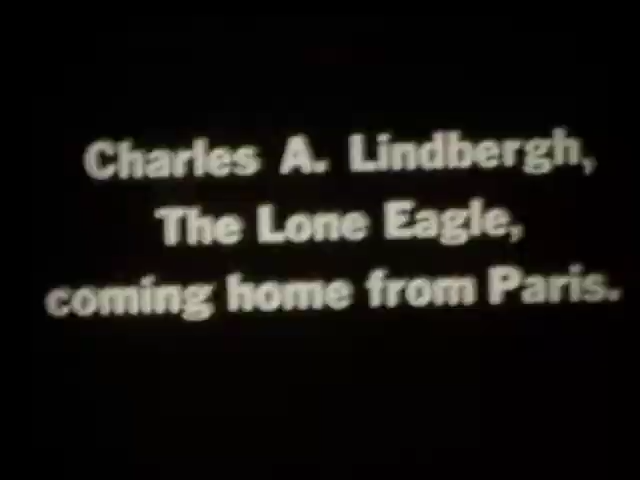 Charles A. Lindbergh,
The Lone Eagle,
coming home from Paris.